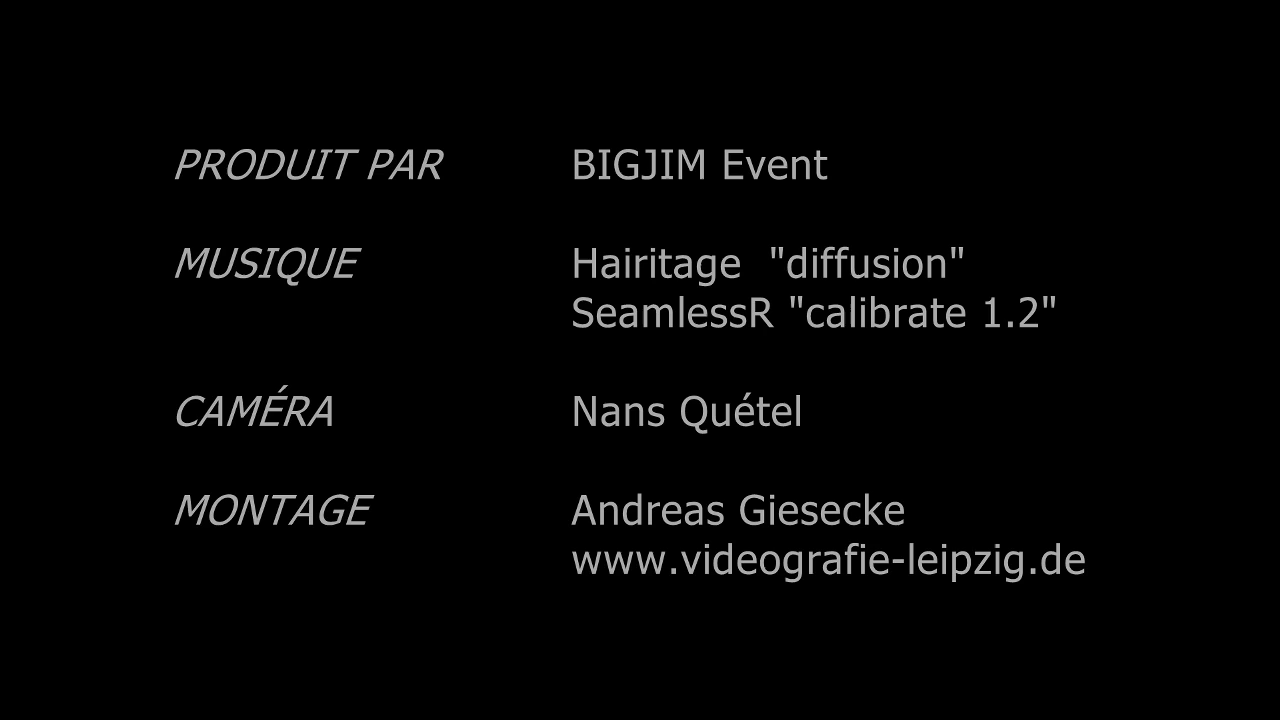 PRODUIT PAR BIGJIM Event
MUSIQUE Hairitage "diffusion"
SeamlessR "calibrate 1.2"
CAMÉRA Nans Quétel
MONTAGE Andreas Giesecke
www.videografie-leipzig.de